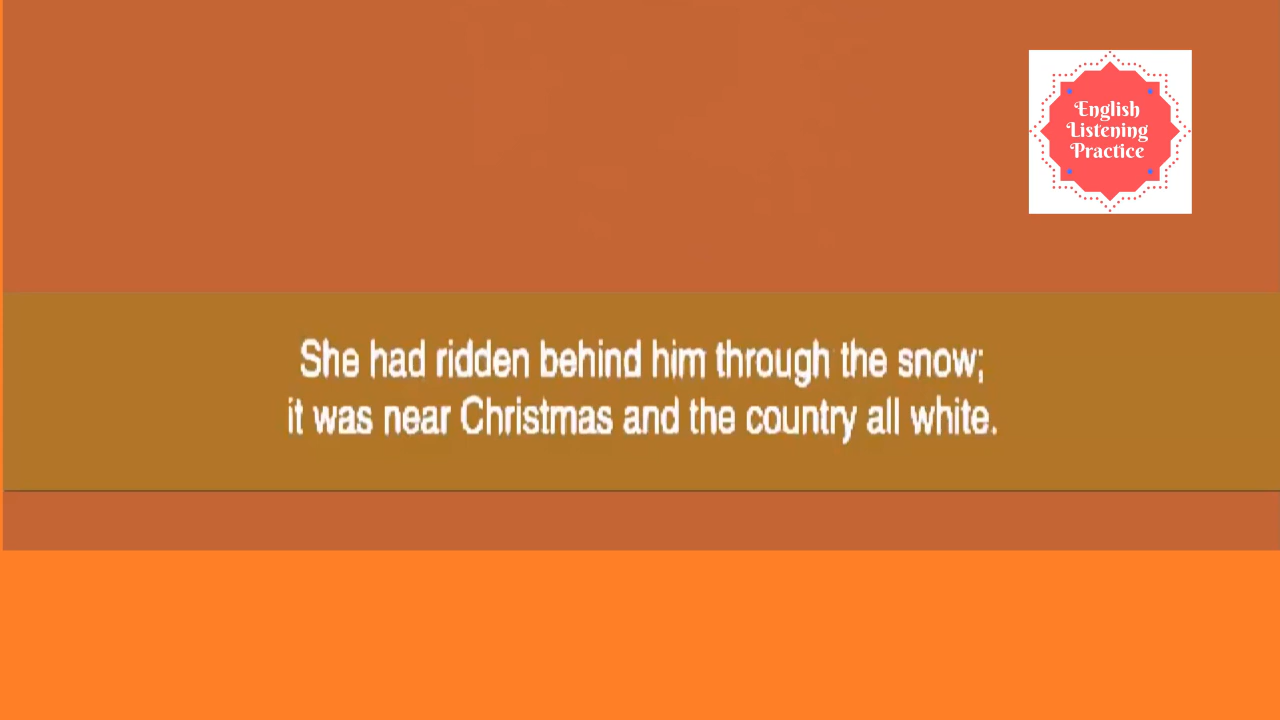 English
Listening
Practice
She had ridden behind him through the snow;
it was near Christmas and the country all white.